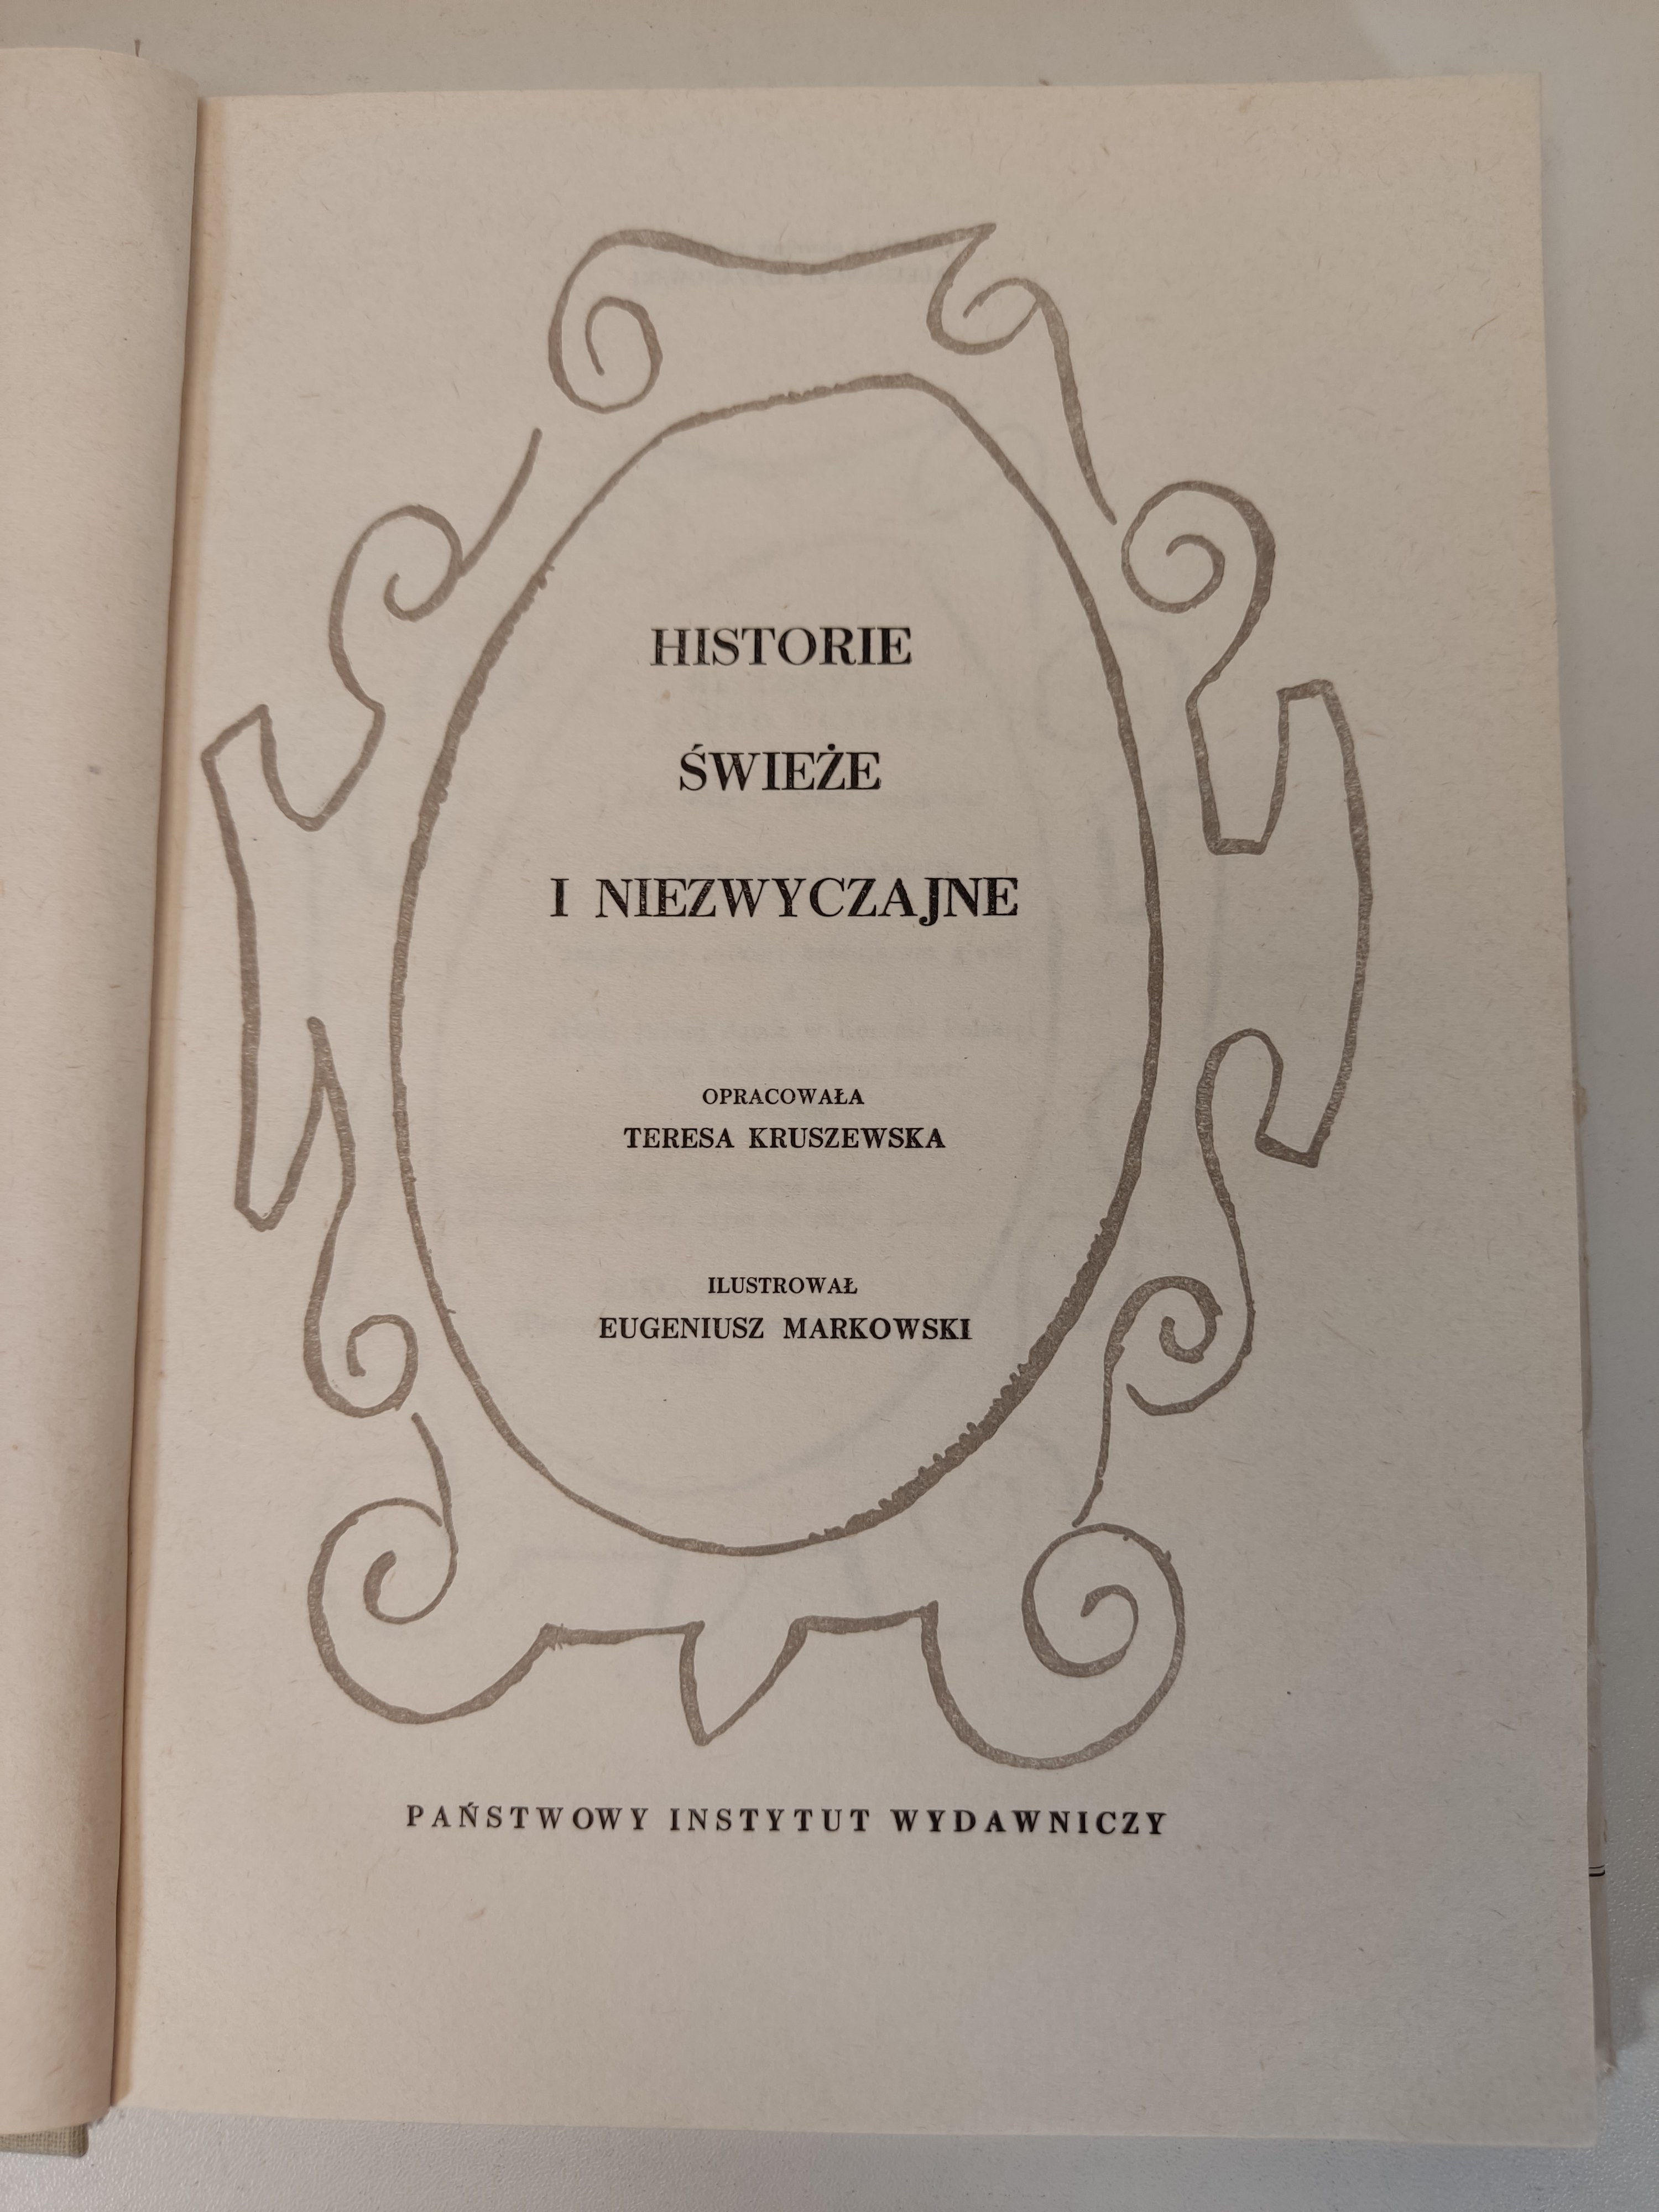 HISTORIE
ŚWIEŻE
I NIEZWYCZAJNE
OPRACOWAŁA
TERESA KRUSZEWSKA
ILUSTROWAŁ
EUGENIUSZ MARKOWSKI
PAŃSTWOWY INSTYTUT WYDAWNICZY